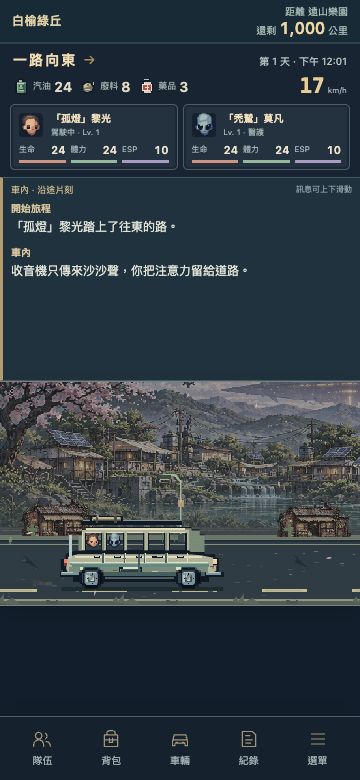 白榆綠丘
距離 遠山樂園
還剩 1,000 公里
一路向東 →
第 1 天 · 下午 12:01
汽油 24 廢料 8 藥品 3
17 km/h
「孤燈」黎光
駕駛中 · Lv. 1
生命 24 體力 24 ESP 10
「禿鷲」莫凡
Lv. 1 · 醫護
生命 24 體力 24 ESP 10
車內 · 沿途片刻
訊息可上下滑動
開始旅程
「孤燈」黎光踏上了往東的路。
車內
收音機只傳來沙沙聲，你把注意力留給道路。
隊伍
背包
車輛
紀錄
選單